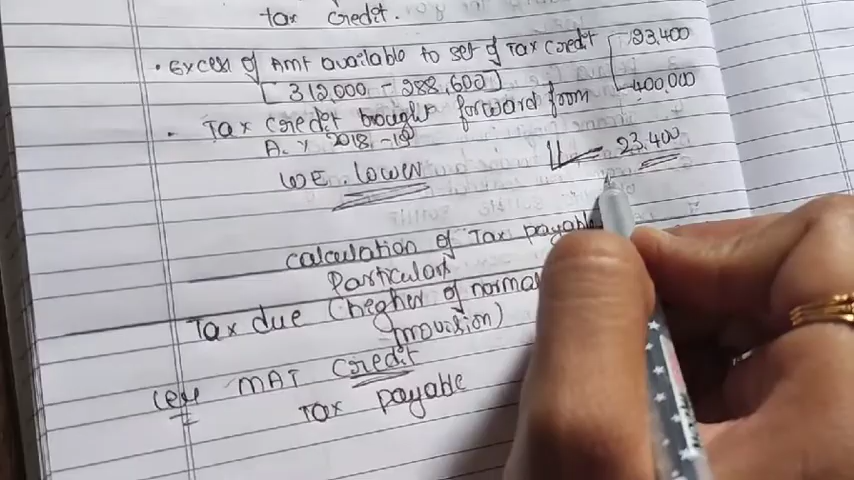 tax credit.
• Excess of AMT available to set of Tax credit 23,400
[312,000 - 288,600] 400,000
• Tax credit brought forward from
A.Y 2018-19
W.E. lower 23,400
calculation of Tax payable
Particulars
Tax due (higher of normal
provision)
Less MAT credit
Tax payable